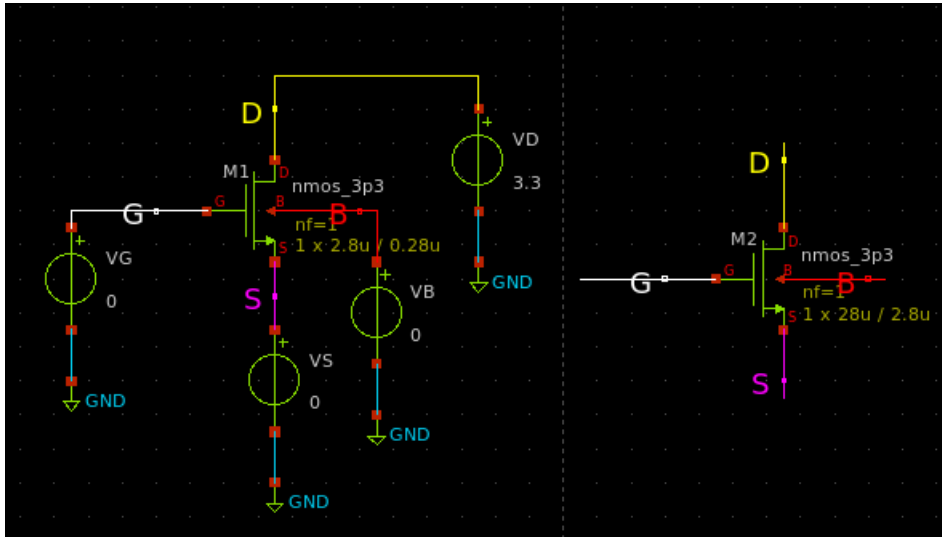 D
M1
D
nmos_3p3
G
G
B
B
nf=1
S
1 x 2.8u / 0.28u
VG
0
S
VS
0
VB
0
VD
3.3
GND
GND
GND
GND
D
M2
D
nmos_3p3
G
G
B
B
nf=1
S
1 x 28u / 2.8u
S
+
+
+
+